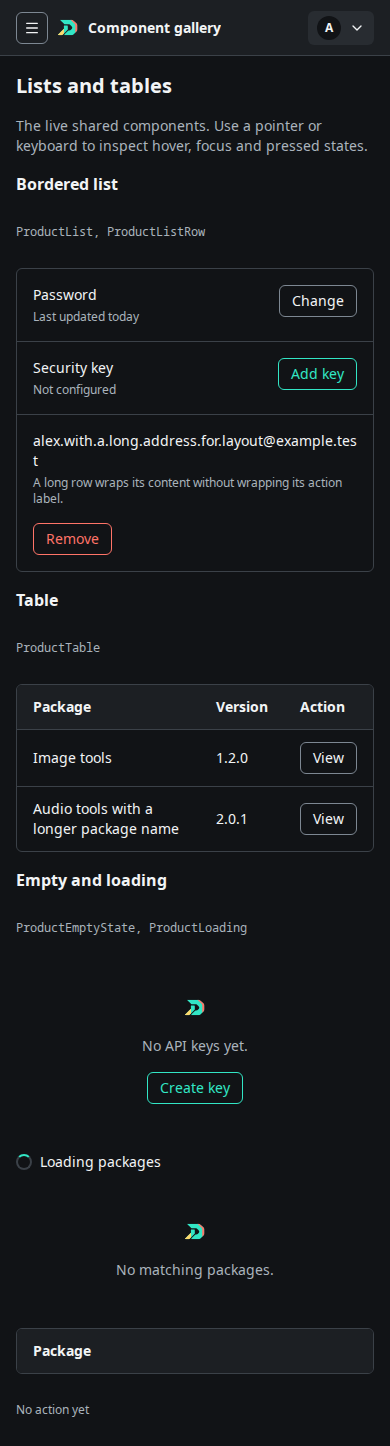 Component gallery
A
Lists and tables
The live shared components. Use a pointer or
keyboard to inspect hover, focus and pressed states.
Bordered list
ProductList, ProductListRow
Password
Change
Last updated today
Security key
Add key
Not configured
alex.with.a.long.address.for.layout@example.tes
t
A long row wraps its content without wrapping its action
label.
Remove
Table
ProductTable
Package Version Action
Image tools 1.2.0 View
Audio tools with a
longer package name 2.0.1 View
Empty and loading
ProductEmptyState, ProductLoading
No API keys yet.
Create key
Loading packages
No matching packages.
Package
No action yet